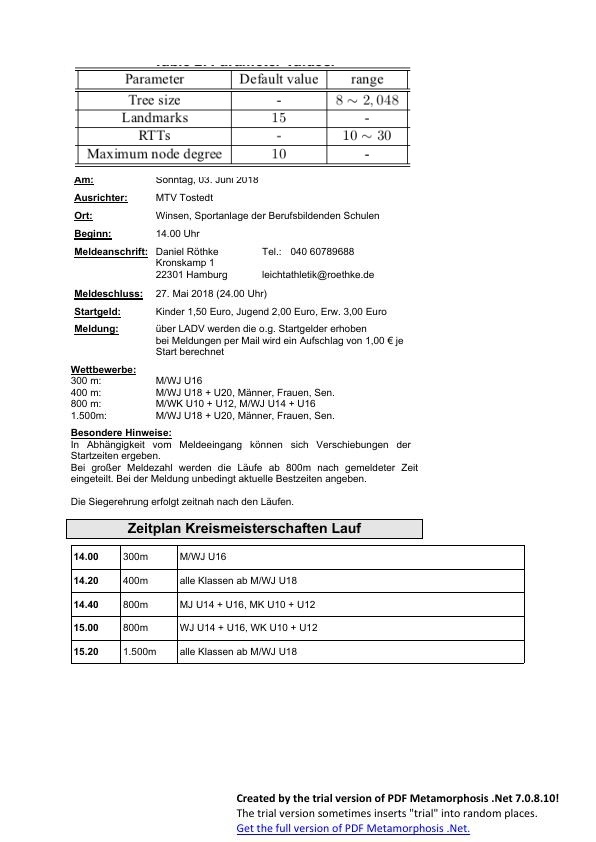 Parameter Default value range
Tree size - 8 ∼ 2,048
Landmarks 15 -
RTTs - 10 ∼ 30
Maximum node degree 10 -
Am: Sonntag, 03. Juni 2018
Ausrichter: MTV Tostedt
Ort: Winsen, Sportanlage der Berufsbildenden Schulen
Beginn: 14.00 Uhr
Meldeanschrift: Daniel Röthke Tel.: 040 60789688
Kronskamp 1
22301 Hamburg leichtathletik@roethke.de
Meldeschluss: 27. Mai 2018 (24.00 Uhr)
Startgeld: Kinder 1,50 Euro, Jugend 2,00 Euro, Erw. 3,00 Euro
Meldung: über LADV werden die o.g. Startgelder erhoben
bei Meldungen per Mail wird ein Aufschlag von 1,00 € je
Start berechnet
Wettbewerbe:
300 m: M/WJ U16
400 m: M/WJ U18 + U20, Männer, Frauen, Sen.
800 m: M/WK U10 + U12, M/WJ U14 + U16
1.500m: M/WJ U18 + U20, Männer, Frauen, Sen.
Besondere Hinweise:
In Abhängigkeit vom Meldeeingang können sich Verschiebungen der
Startzeiten ergeben.
Bei großer Meldezahl werden die Läufe ab 800m nach gemeldeter Zeit
eingeteilt. Bei der Meldung unbedingt aktuelle Bestzeiten angeben.
Die Siegerehrung erfolgt zeitnah nach den Läufen.
Zeitplan Kreismeisterschaften Lauf
14.00 300m M/WJ U16
14.20 400m alle Klassen ab M/WJ U18
14.40 800m MJ U14 + U16, MK U10 + U12
15.00 800m WJ U14 + U16, WK U10 + U12
15.20 1.500m alle Klassen ab M/WJ U18
Created by the trial version of PDF Metamorphosis .Net 7.0.8.10!
The trial version sometimes inserts "trial" into random places.
Get the full version of PDF Metamorphosis .Net.